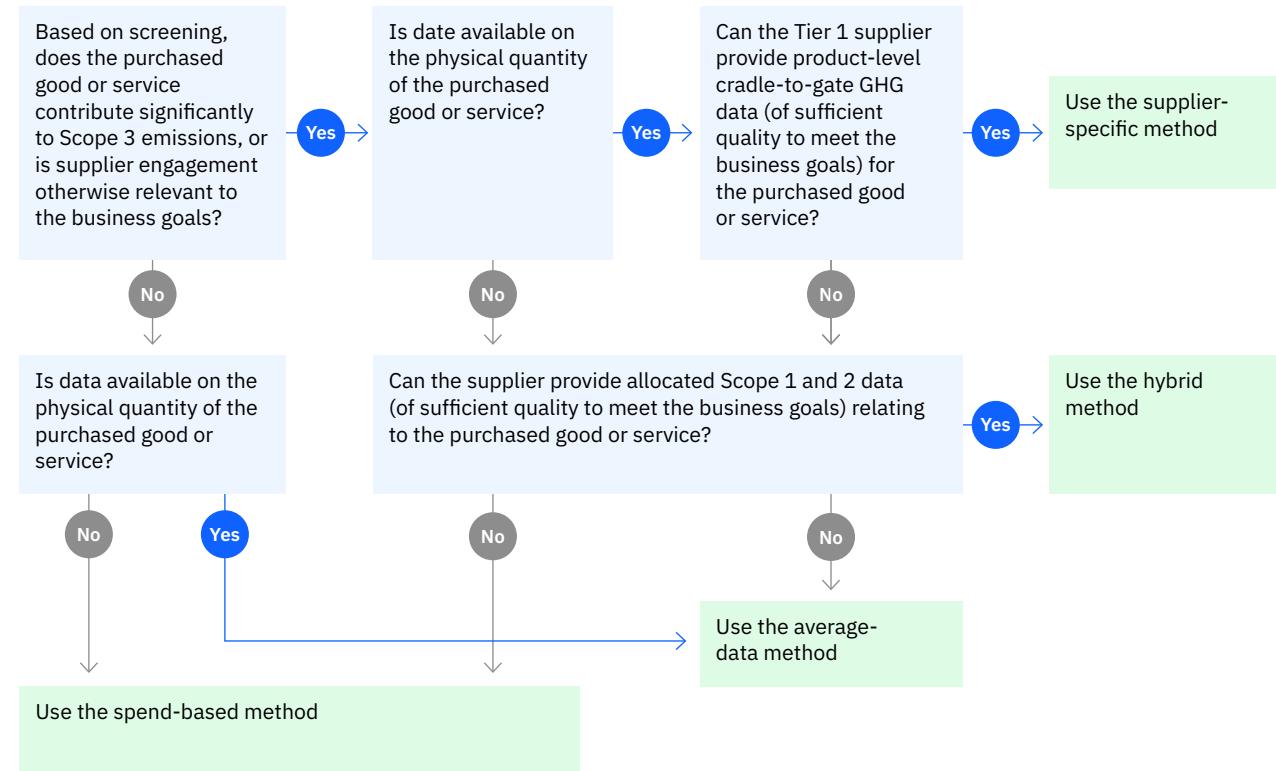 Based on screening,
does the purchased
good or service
contribute significantly
to Scope 3 emissions, or
is supplier engagement
otherwise relevant to
the business goals?
Yes
Is date available on
the physical quantity
of the purchased
good or service?
Yes
Can the Tier 1 supplier
provide product-level
cradle-to-gate GHG
data (of sufficient
quality to meet the
business goals) for
the purchased good
or service?
Yes
Use the supplier-
specific method
No
No
No
Is data available on the
physical quantity of the
purchased good or
service?
Can the supplier provide allocated Scope 1 and 2 data
(of sufficient quality to meet the business goals) relating
to the purchased good or service?
Yes
Use the hybrid
method
No
Yes
No
No
Use the average-
data method
Use the spend-based method